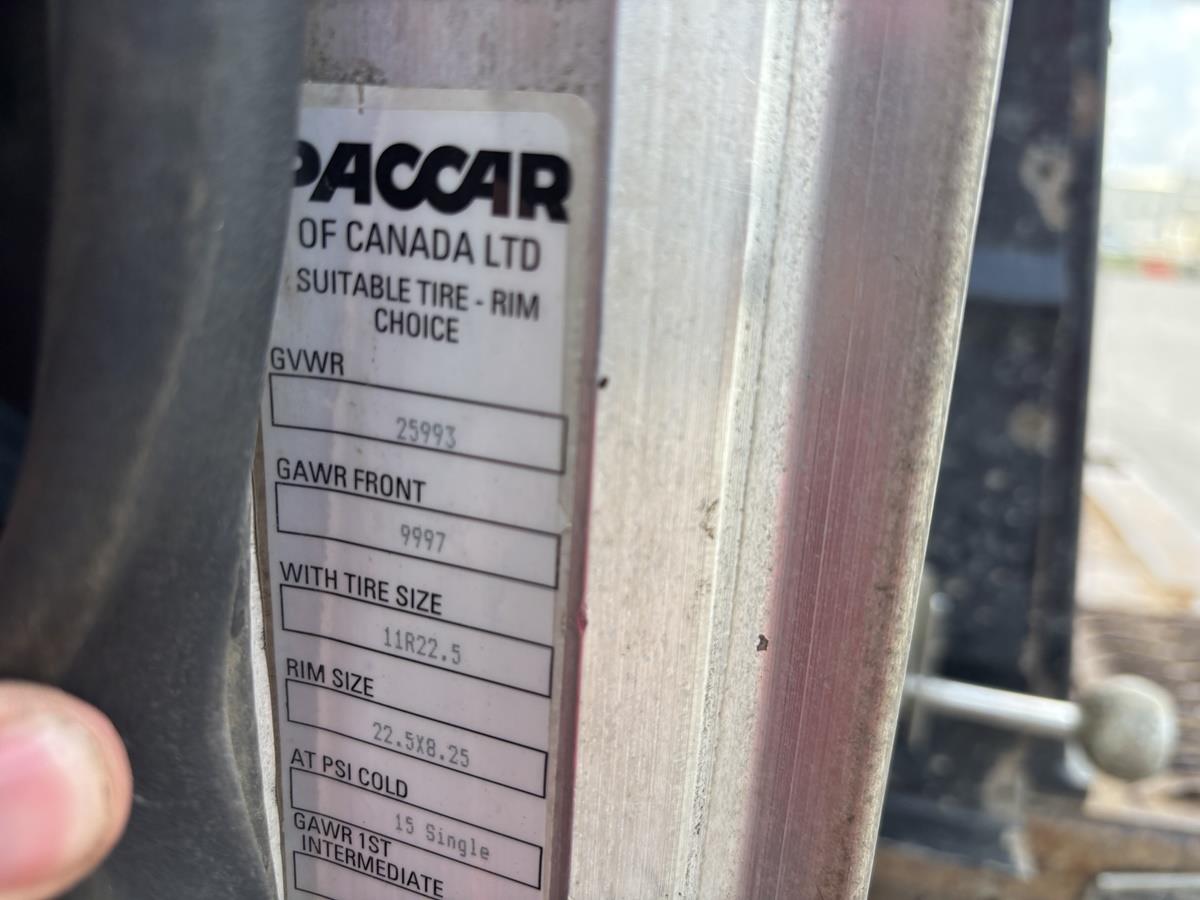 PACCAR
OF CANADA LTD
SUITABLE TIRE - RIM
CHOICE
GVWR
25993
GAWR FRONT
9997
WITH TIRE SIZE
11R22.5
RIM SIZE
22.5X8.25
AT PSI COLD
15 Single
GAWR 1ST
INTERMEDIATE